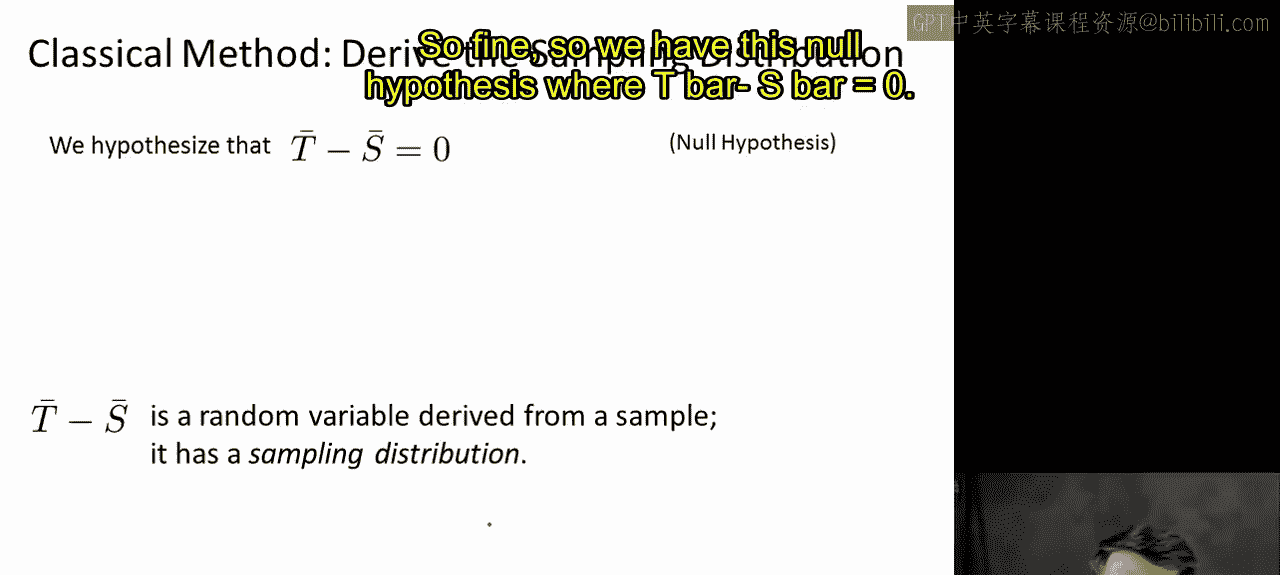 GPT中英字幕课程资源@bilibili.com
Classical Method: Derive the Sampling Distribution
So fine, so we have this null
hypothesis where T bar- S bar = 0.
We hypothesize that T̄ − S̄ = 0 (Null Hypothesis)
T̄ − S̄ is a random variable derived from a sample;
it has a sampling distribution.